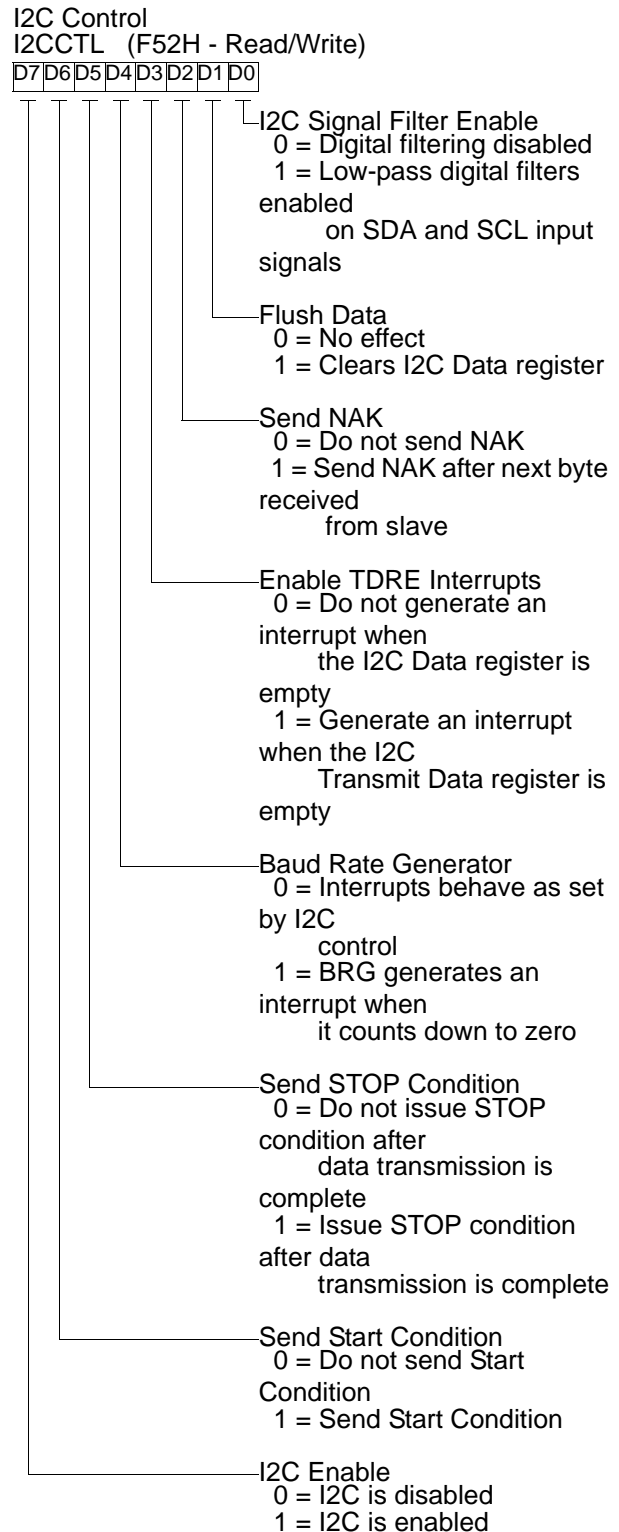 I2C Control
I2CCTL (F52H - Read/Write)
D7 D6 D5 D4 D3 D2 D1 D0
I2C Signal Filter Enable
0 = Digital filtering disabled
1 = Low-pass digital filters
enabled
on SDA and SCL input
signals
Flush Data
0 = No effect
1 = Clears I2C Data register
Send NAK
0 = Do not send NAK
1 = Send NAK after next byte
received
from slave
Enable TDRE Interrupts
0 = Do not generate an
interrupt when
the I2C Data register is
empty
1 = Generate an interrupt
when the I2C
Transmit Data register is
empty
Baud Rate Generator
0 = Interrupts behave as set
by I2C
control
1 = BRG generates an
interrupt when
it counts down to zero
Send STOP Condition
0 = Do not issue STOP
condition after
data transmission is
complete
1 = Issue STOP condition
after data
transmission is complete
Send Start Condition
0 = Do not send Start
Condition
1 = Send Start Condition
I2C Enable
0 = I2C is disabled
1 = I2C is enabled